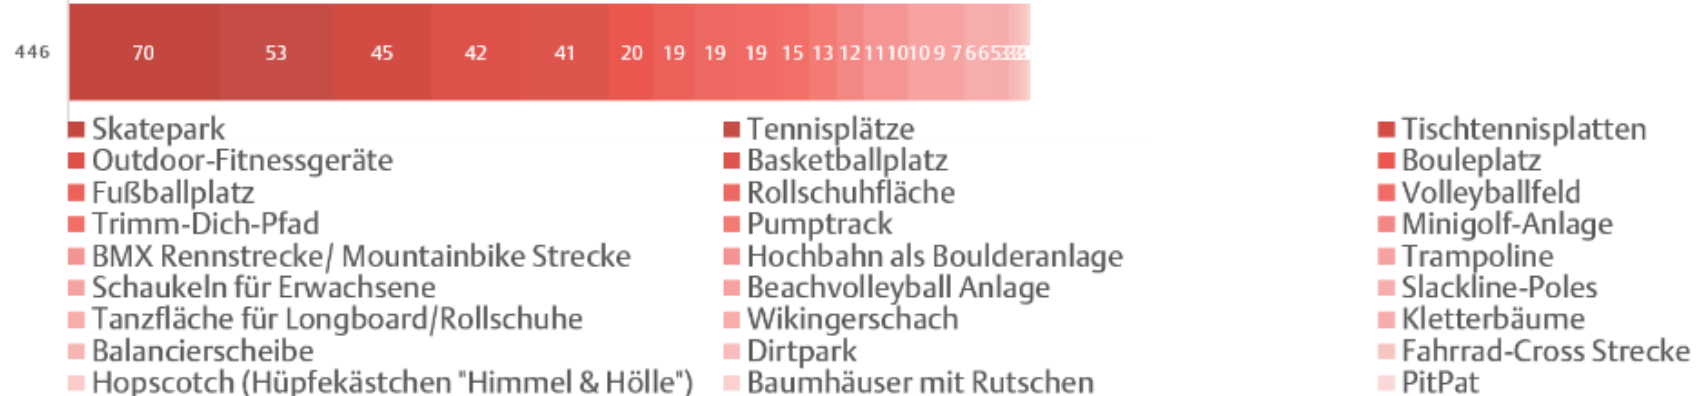 446 70 53 45 42 41 20 19 19 19 15 13 12 11 10 10 9 7 6 6 5 3 3
Skatepark Tennisplätze Tischtennisplatten
Outdoor-Fitnessgeräte Basketballplatz Bouleplatz
Fußballplatz Rollschuhfläche Volleyballfeld
Trimm-Dich-Pfad Pumptrack Minigolf-Anlage
BMX Rennstrecke/ Mountainbike Strecke Hochbahn als Boulderanlage Trampoline
Schaukeln für Erwachsene Beachvolleyball Anlage Slackline-Poles
Tanzfläche für Longboard/Rollschuhe Wikingerschach Kletterbäume
Balancierscheibe Dirtpark Fahrrad-Cross Strecke
Hopscotch (Hüpfekästchen "Himmel & Hölle") Baumhäuser mit Rutschen PitPat